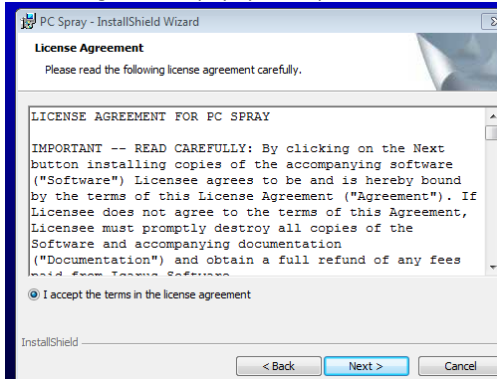 PC Spray - InstallShield Wizard
License Agreement
Please read the following license agreement carefully.
LICENSE AGREEMENT FOR PC SPRAY
IMPORTANT -- READ CAREFULLY: By clicking on the Next
button installing copies of the accompanying software
("Software") Licensee agrees to be and is hereby bound
by the terms of this License Agreement ("Agreement"). If
Licensee does not agree to the terms of this Agreement,
Licensee must promptly destroy all copies of the
Software and accompanying documentation
("Documentation") and obtain a full refund of any fees
paid from Icarus Software
I accept the terms in the license agreement
InstallShield
< Back
Next >
Cancel